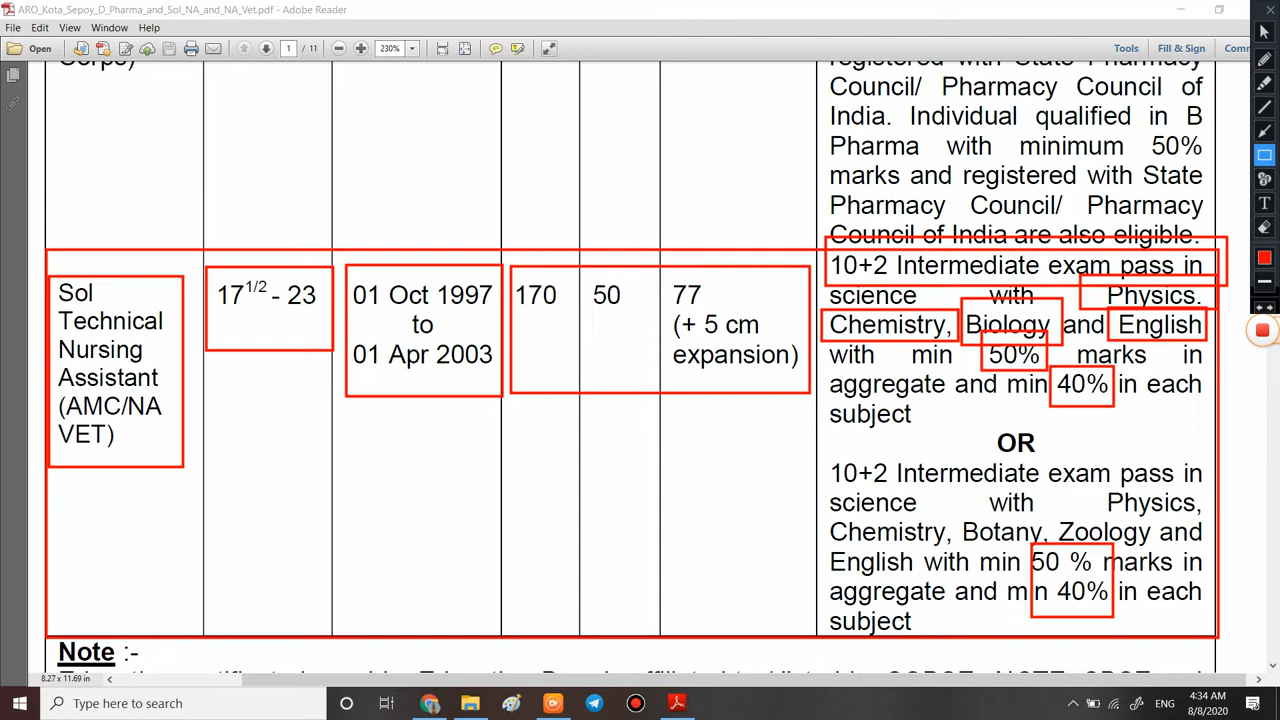 ARO_Kota_Sepoy_D_Pharma_and_Sol_NA_and_NA_Vet.pdf - Adobe Reader
File Edit View Window Help
Open 1 / 11 230% Tools Fill & Sign Comm
Corps)
registered with State Pharmacy
Council/ Pharmacy Council of
India. Individual qualified in B
Pharma with minimum 50%
marks and registered with State
Pharmacy Council/ Pharmacy
Council of India are also eligible.
Sol
Technical
Nursing
Assistant
(AMC/NA
VET)
17 1/2 - 23
01 Oct 1997
to
01 Apr 2003
170
50
77
(+ 5 cm
expansion)
10+2 Intermediate exam pass in
science with Physics.
Chemistry, Biology and English
with min 50% marks in
aggregate and min 40% in each
subject
OR
10+2 Intermediate exam pass in
science with Physics,
Chemistry, Botany, Zoology and
English with min 50 % marks in
aggregate and min 40% in each
subject
Note :-
8.27 x 11.69 in
Type here to search
ENG
4:34 AM
8/8/2020